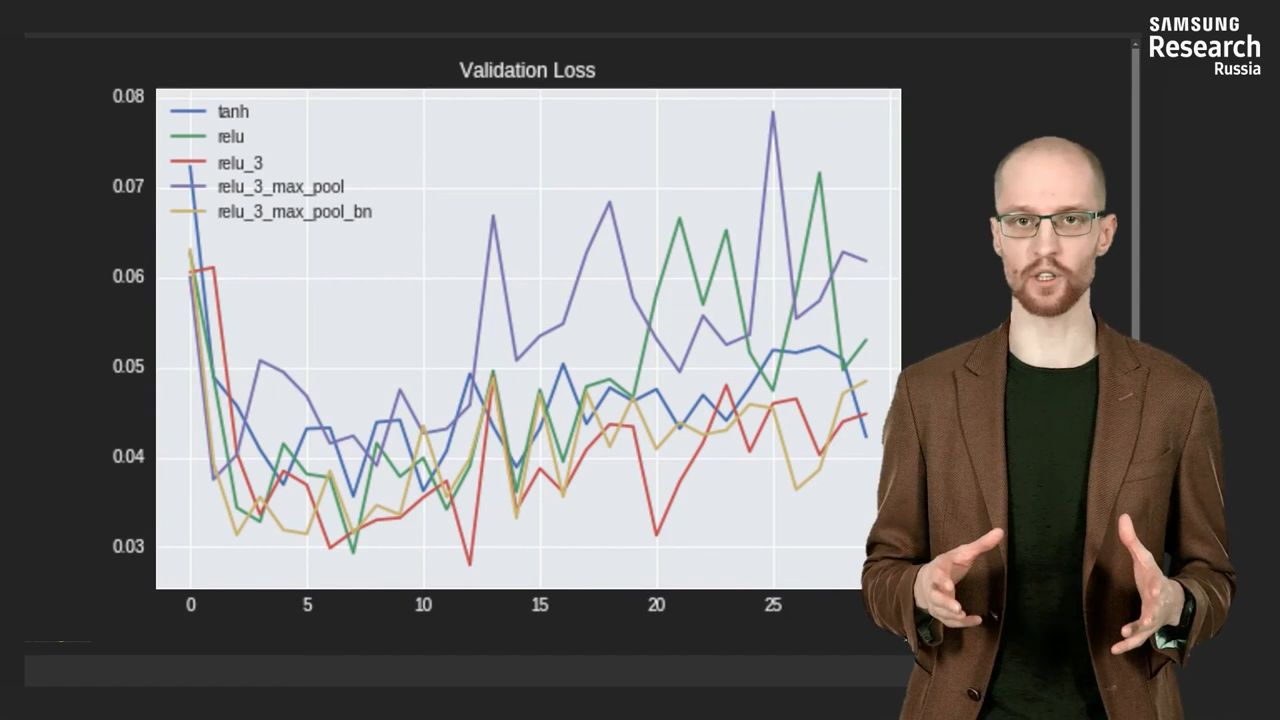 SAMSUNG
Research
Russia
Validation Loss
0.08
0.07
0.06
0.05
0.04
0.03
tanh
relu
relu_3
relu_3_max_pool
relu_3_max_pool_bn
0 5 10 15 20 25